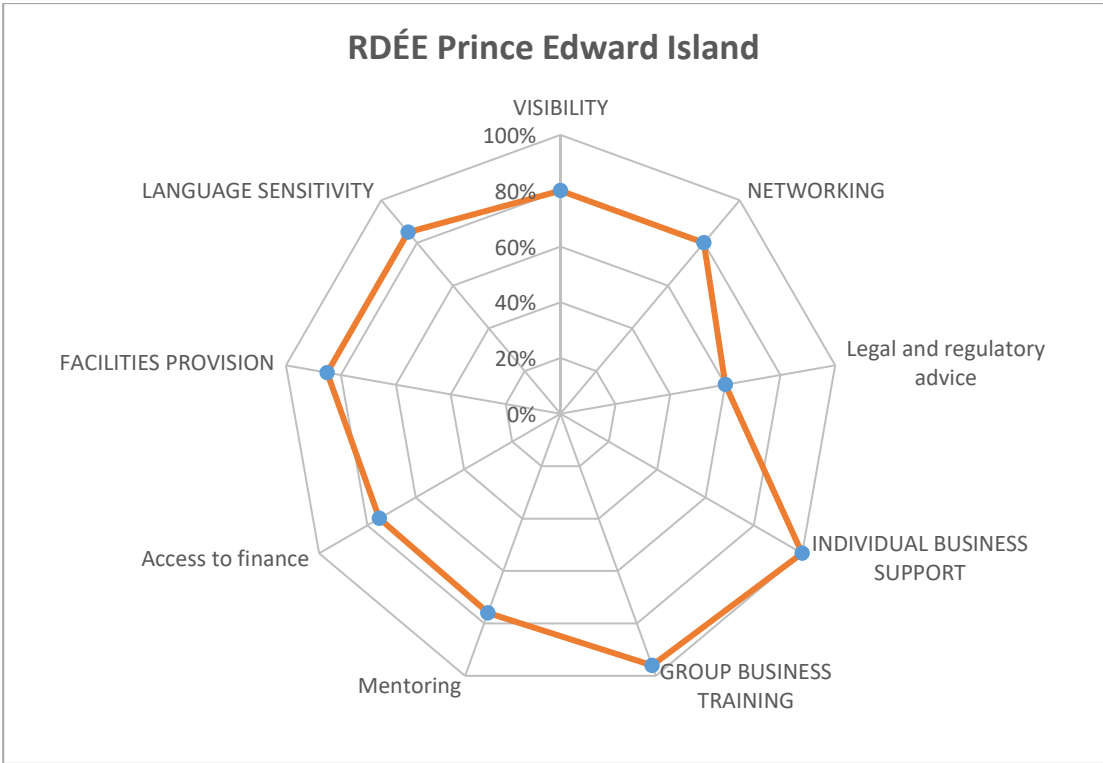 RDÉE Prince Edward Island
VISIBILITY
100%
LANGUAGE SENSITIVITY
80%
NETWORKING
60%
40%
20%
0%
Legal and regulatory
advice
FACILITIES PROVISION
INDIVIDUAL BUSINESS
SUPPORT
Access to finance
GROUP BUSINESS
TRAINING
Mentoring